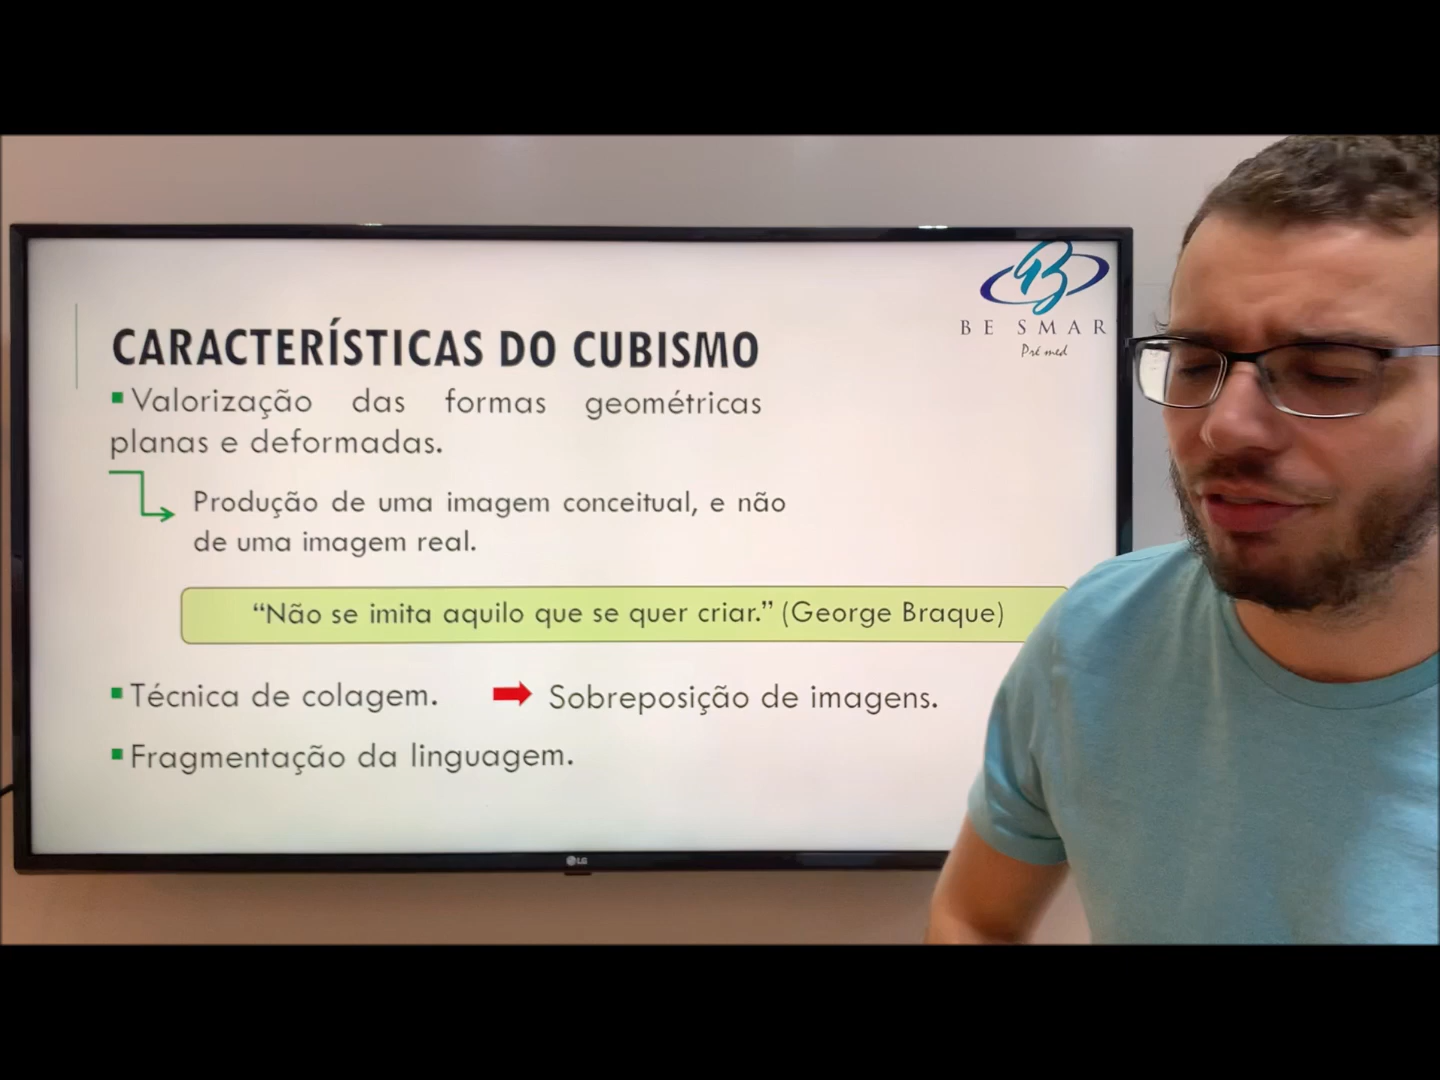 BE SMAR
Pré med
CARACTERÍSTICAS DO CUBISMO
Valorização das formas geométricas
planas e deformadas.
Produção de uma imagem conceitual, e não
de uma imagem real.
“Não se imita aquilo que se quer criar.” (George Braque)
Técnica de colagem. Sobreposição de imagens.
Fragmentação da linguagem.
LG